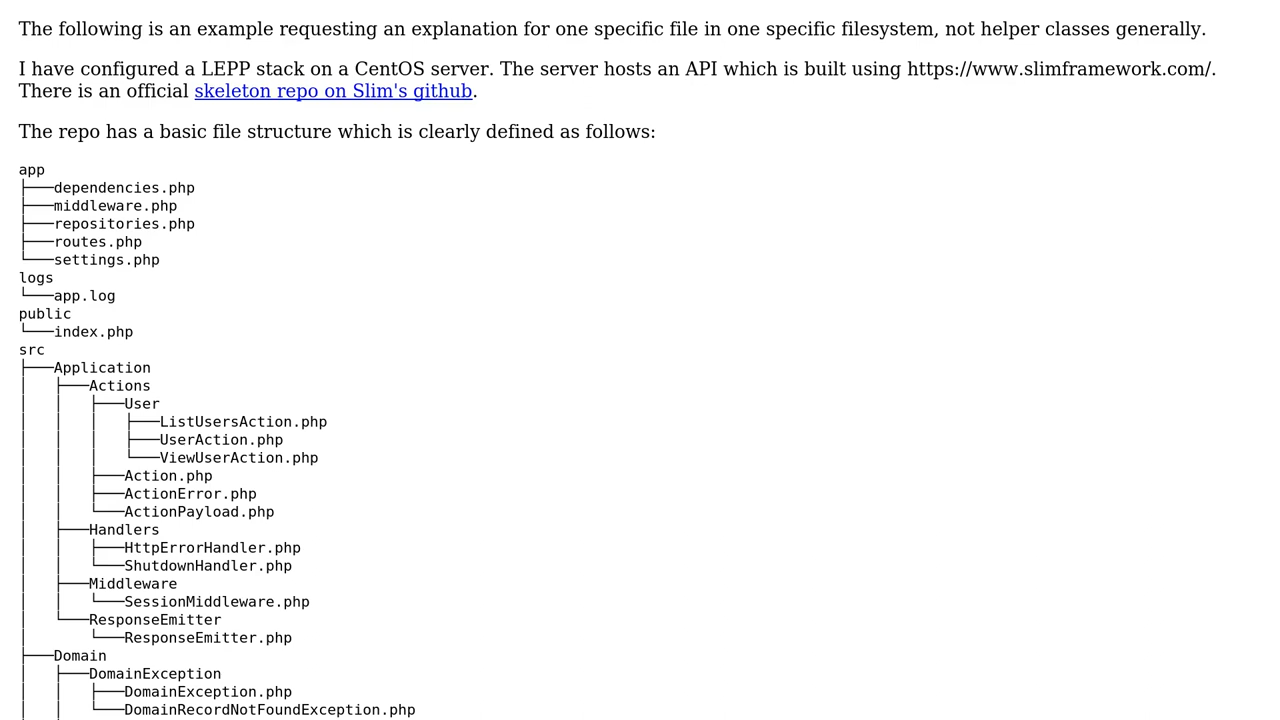 The following is an example requesting an explanation for one specific file in one specific filesystem, not helper classes generally.
I have configured a LEPP stack on a CentOS server. The server hosts an API which is built using https://www.slimframework.com/.
There is an official skeleton repo on Slim's github.
The repo has a basic file structure which is clearly defined as follows:
app
├───dependencies.php
├───middleware.php
├───repositories.php
├───routes.php
└───settings.php
logs
└───app.log
public
└───index.php
src
├───Application
│   ├───Actions
│   │   ├───User
│   │   │   ├───ListUsersAction.php
│   │   │   ├───UserAction.php
│   │   │   └───ViewUserAction.php
│   │   ├───Action.php
│   │   ├───ActionError.php
│   │   └───ActionPayload.php
│   ├───Handlers
│   │   ├───HttpErrorHandler.php
│   │   └───ShutdownHandler.php
│   ├───Middleware
│   │   └───SessionMiddleware.php
│   └───ResponseEmitter
│       └───ResponseEmitter.php
├───Domain
│   ├───DomainException
│   │   ├───DomainException.php
│   │   └───DomainRecordNotFoundException.php